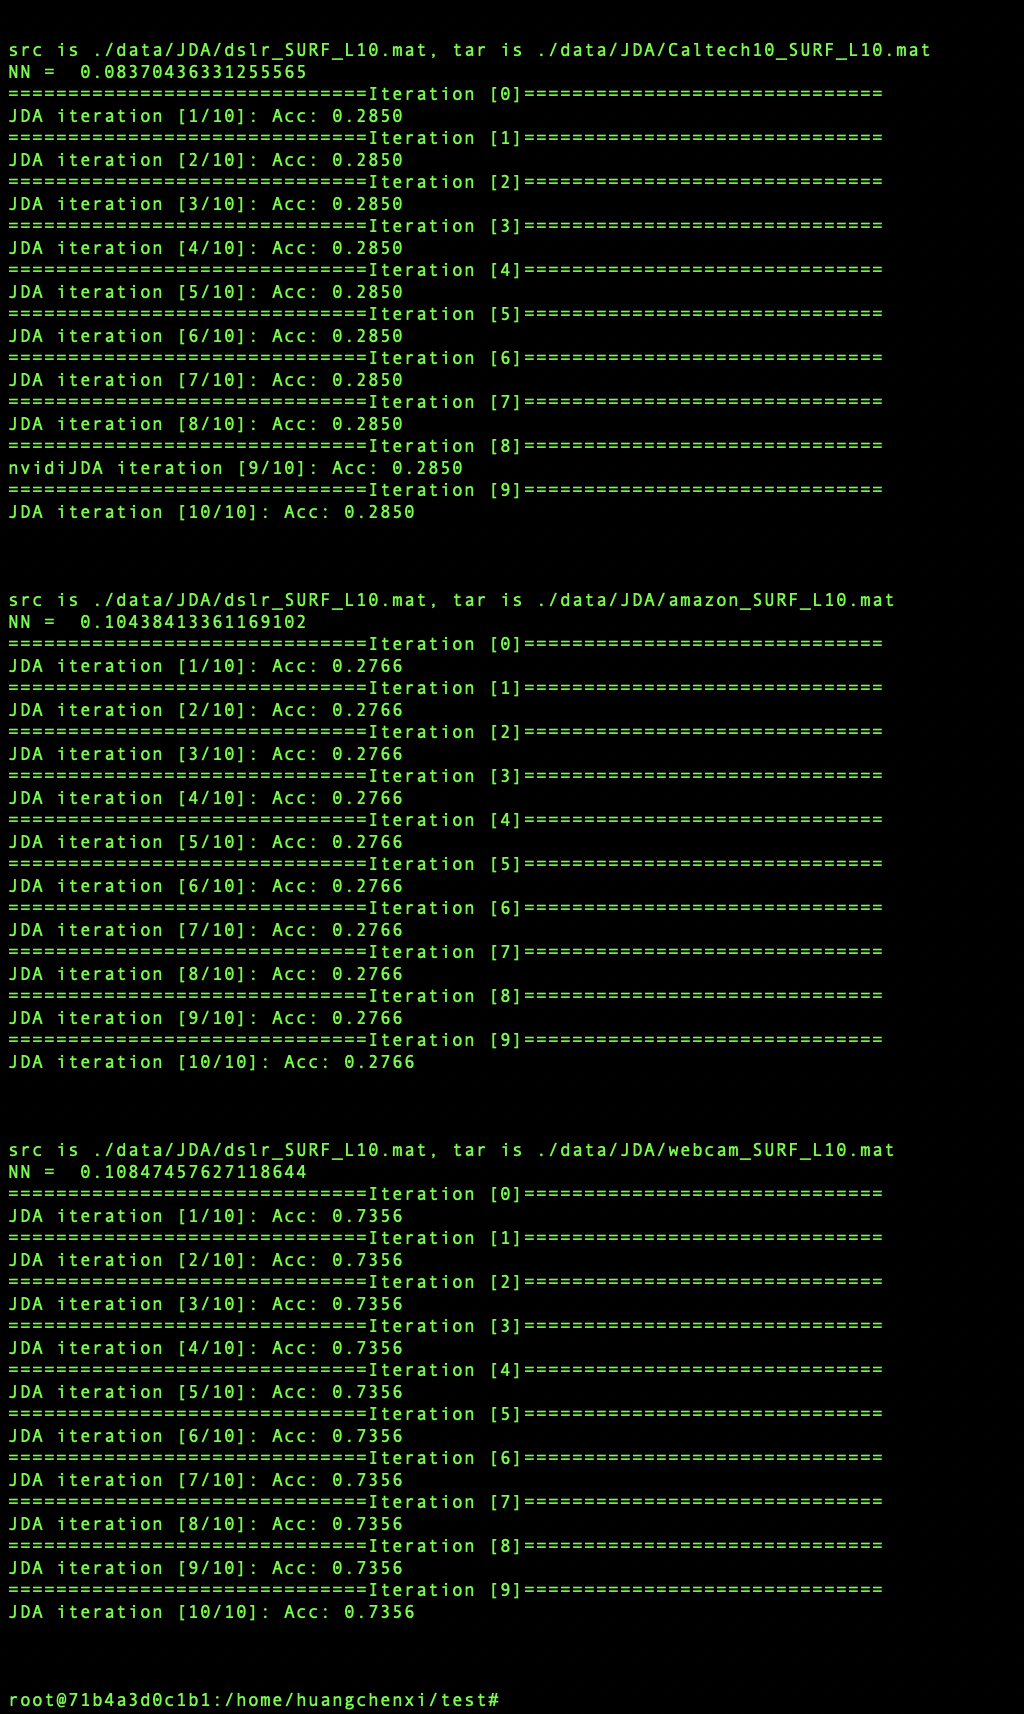 src is ./data/JDA/dslr_SURF_L10.mat, tar is ./data/JDA/Caltech10_SURF_L10.mat
NN =  0.08370436331255565
==============================Iteration [0]==============================
JDA iteration [1/10]: Acc: 0.2850
==============================Iteration [1]==============================
JDA iteration [2/10]: Acc: 0.2850
==============================Iteration [2]==============================
JDA iteration [3/10]: Acc: 0.2850
==============================Iteration [3]==============================
JDA iteration [4/10]: Acc: 0.2850
==============================Iteration [4]==============================
JDA iteration [5/10]: Acc: 0.2850
==============================Iteration [5]==============================
JDA iteration [6/10]: Acc: 0.2850
==============================Iteration [6]==============================
JDA iteration [7/10]: Acc: 0.2850
==============================Iteration [7]==============================
JDA iteration [8/10]: Acc: 0.2850
==============================Iteration [8]==============================
nvidiJDA iteration [9/10]: Acc: 0.2850
==============================Iteration [9]==============================
JDA iteration [10/10]: Acc: 0.2850
src is ./data/JDA/dslr_SURF_L10.mat, tar is ./data/JDA/amazon_SURF_L10.mat
NN =  0.10438413361169102
==============================Iteration [0]==============================
JDA iteration [1/10]: Acc: 0.2766
==============================Iteration [1]==============================
JDA iteration [2/10]: Acc: 0.2766
==============================Iteration [2]==============================
JDA iteration [3/10]: Acc: 0.2766
==============================Iteration [3]==============================
JDA iteration [4/10]: Acc: 0.2766
==============================Iteration [4]==============================
JDA iteration [5/10]: Acc: 0.2766
==============================Iteration [5]==============================
JDA iteration [6/10]: Acc: 0.2766
==============================Iteration [6]==============================
JDA iteration [7/10]: Acc: 0.2766
==============================Iteration [7]==============================
JDA iteration [8/10]: Acc: 0.2766
==============================Iteration [8]==============================
JDA iteration [9/10]: Acc: 0.2766
==============================Iteration [9]==============================
JDA iteration [10/10]: Acc: 0.2766
src is ./data/JDA/dslr_SURF_L10.mat, tar is ./data/JDA/webcam_SURF_L10.mat
NN =  0.10847457627118644
==============================Iteration [0]==============================
JDA iteration [1/10]: Acc: 0.7356
==============================Iteration [1]==============================
JDA iteration [2/10]: Acc: 0.7356
==============================Iteration [2]==============================
JDA iteration [3/10]: Acc: 0.7356
==============================Iteration [3]==============================
JDA iteration [4/10]: Acc: 0.7356
==============================Iteration [4]==============================
JDA iteration [5/10]: Acc: 0.7356
==============================Iteration [5]==============================
JDA iteration [6/10]: Acc: 0.7356
==============================Iteration [6]==============================
JDA iteration [7/10]: Acc: 0.7356
==============================Iteration [7]==============================
JDA iteration [8/10]: Acc: 0.7356
==============================Iteration [8]==============================
JDA iteration [9/10]: Acc: 0.7356
==============================Iteration [9]==============================
JDA iteration [10/10]: Acc: 0.7356
root@71b4a3d0c1b1:/home/huangchenxi/test#